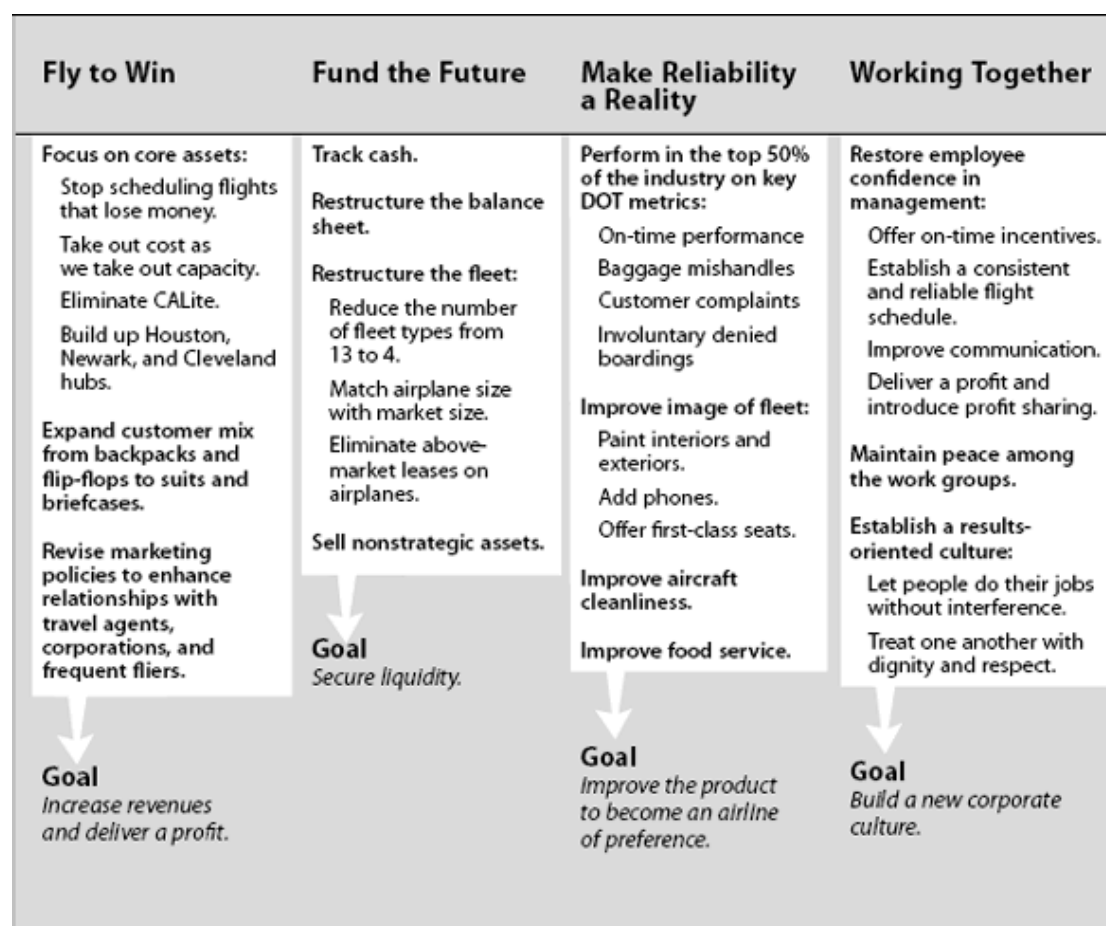 Fly to Win
Focus on core assets:
Stop scheduling flights
that lose money.
Take out cost as
we take out capacity.
Eliminate CALite.
Build up Houston,
Newark, and Cleveland
hubs.
Expand customer mix
from backpacks and
flip-flops to suits and
briefcases.
Revise marketing
policies to enhance
relationships with
travel agents,
corporations, and
frequent fliers.
Goal
Increase revenues
and deliver a profit.
Fund the Future
Track cash.
Restructure the balance
sheet.
Restructure the fleet:
Reduce the number
of fleet types from
13 to 4.
Match airplane size
with market size.
Eliminate above-
market leases on
airplanes.
Sell nonstrategic assets.
Goal
Secure liquidity.
Make Reliability
a Reality
Perform in the top 50%
of the industry on key
DOT metrics:
On-time performance
Baggage mishandles
Customer complaints
Involuntary denied
boardings
Improve image of fleet:
Paint interiors and
exteriors.
Add phones.
Offer first-class seats.
Improve aircraft
cleanliness.
Improve food service.
Goal
Improve the product
to become an airline
of preference.
Working Together
Restore employee
confidence in
management:
Offer on-time incentives.
Establish a consistent
and reliable flight
schedule.
Improve communication.
Deliver a profit and
introduce profit sharing.
Maintain peace among
the work groups.
Establish a results-
oriented culture:
Let people do their jobs
without interference.
Treat one another with
dignity and respect.
Goal
Build a new corporate
culture.